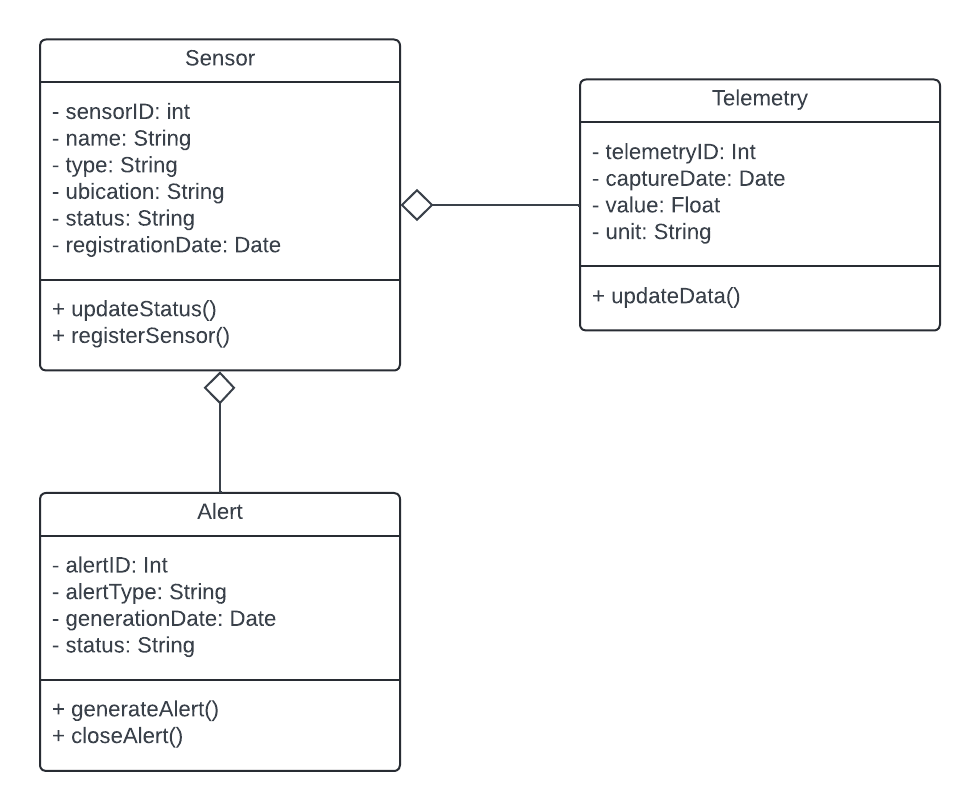 Sensor
- sensorID: int
- name: String
- type: String
- ubication: String
- status: String
- registrationDate: Date
+ updateStatus()
+ registerSensor()
Telemetry
- telemetryID: Int
- captureDate: Date
- value: Float
- unit: String
+ updateData()
Alert
- alertID: Int
- alertType: String
- generationDate: Date
- status: String
+ generateAlert()
+ closeAlert()